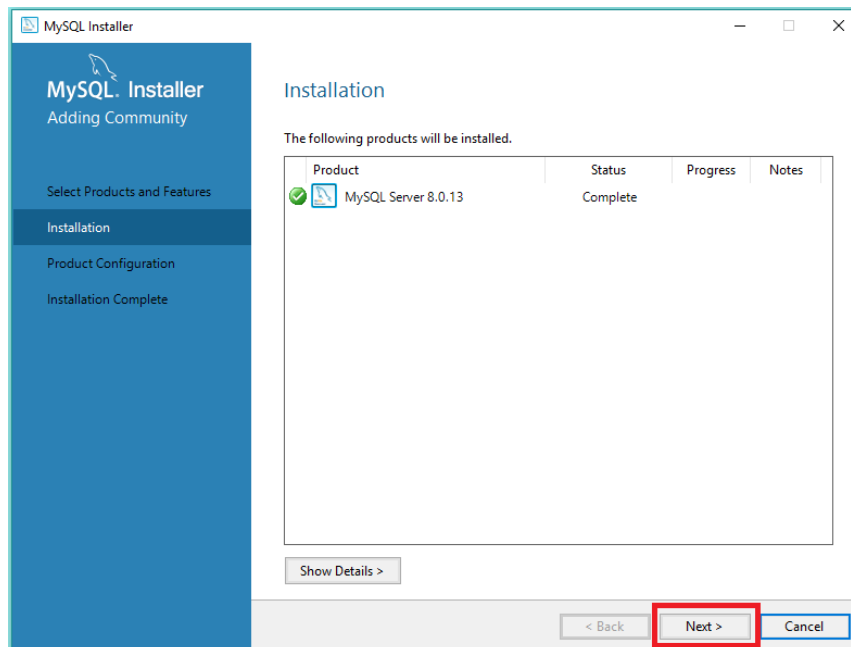 MySQL Installer
MySQL. Installer
Adding Community
Select Products and Features
Installation
Product Configuration
Installation Complete
Installation
The following products will be installed.
Product Status Progress Notes
MySQL Server 8.0.13 Complete
Show Details >
< Back Next > Cancel